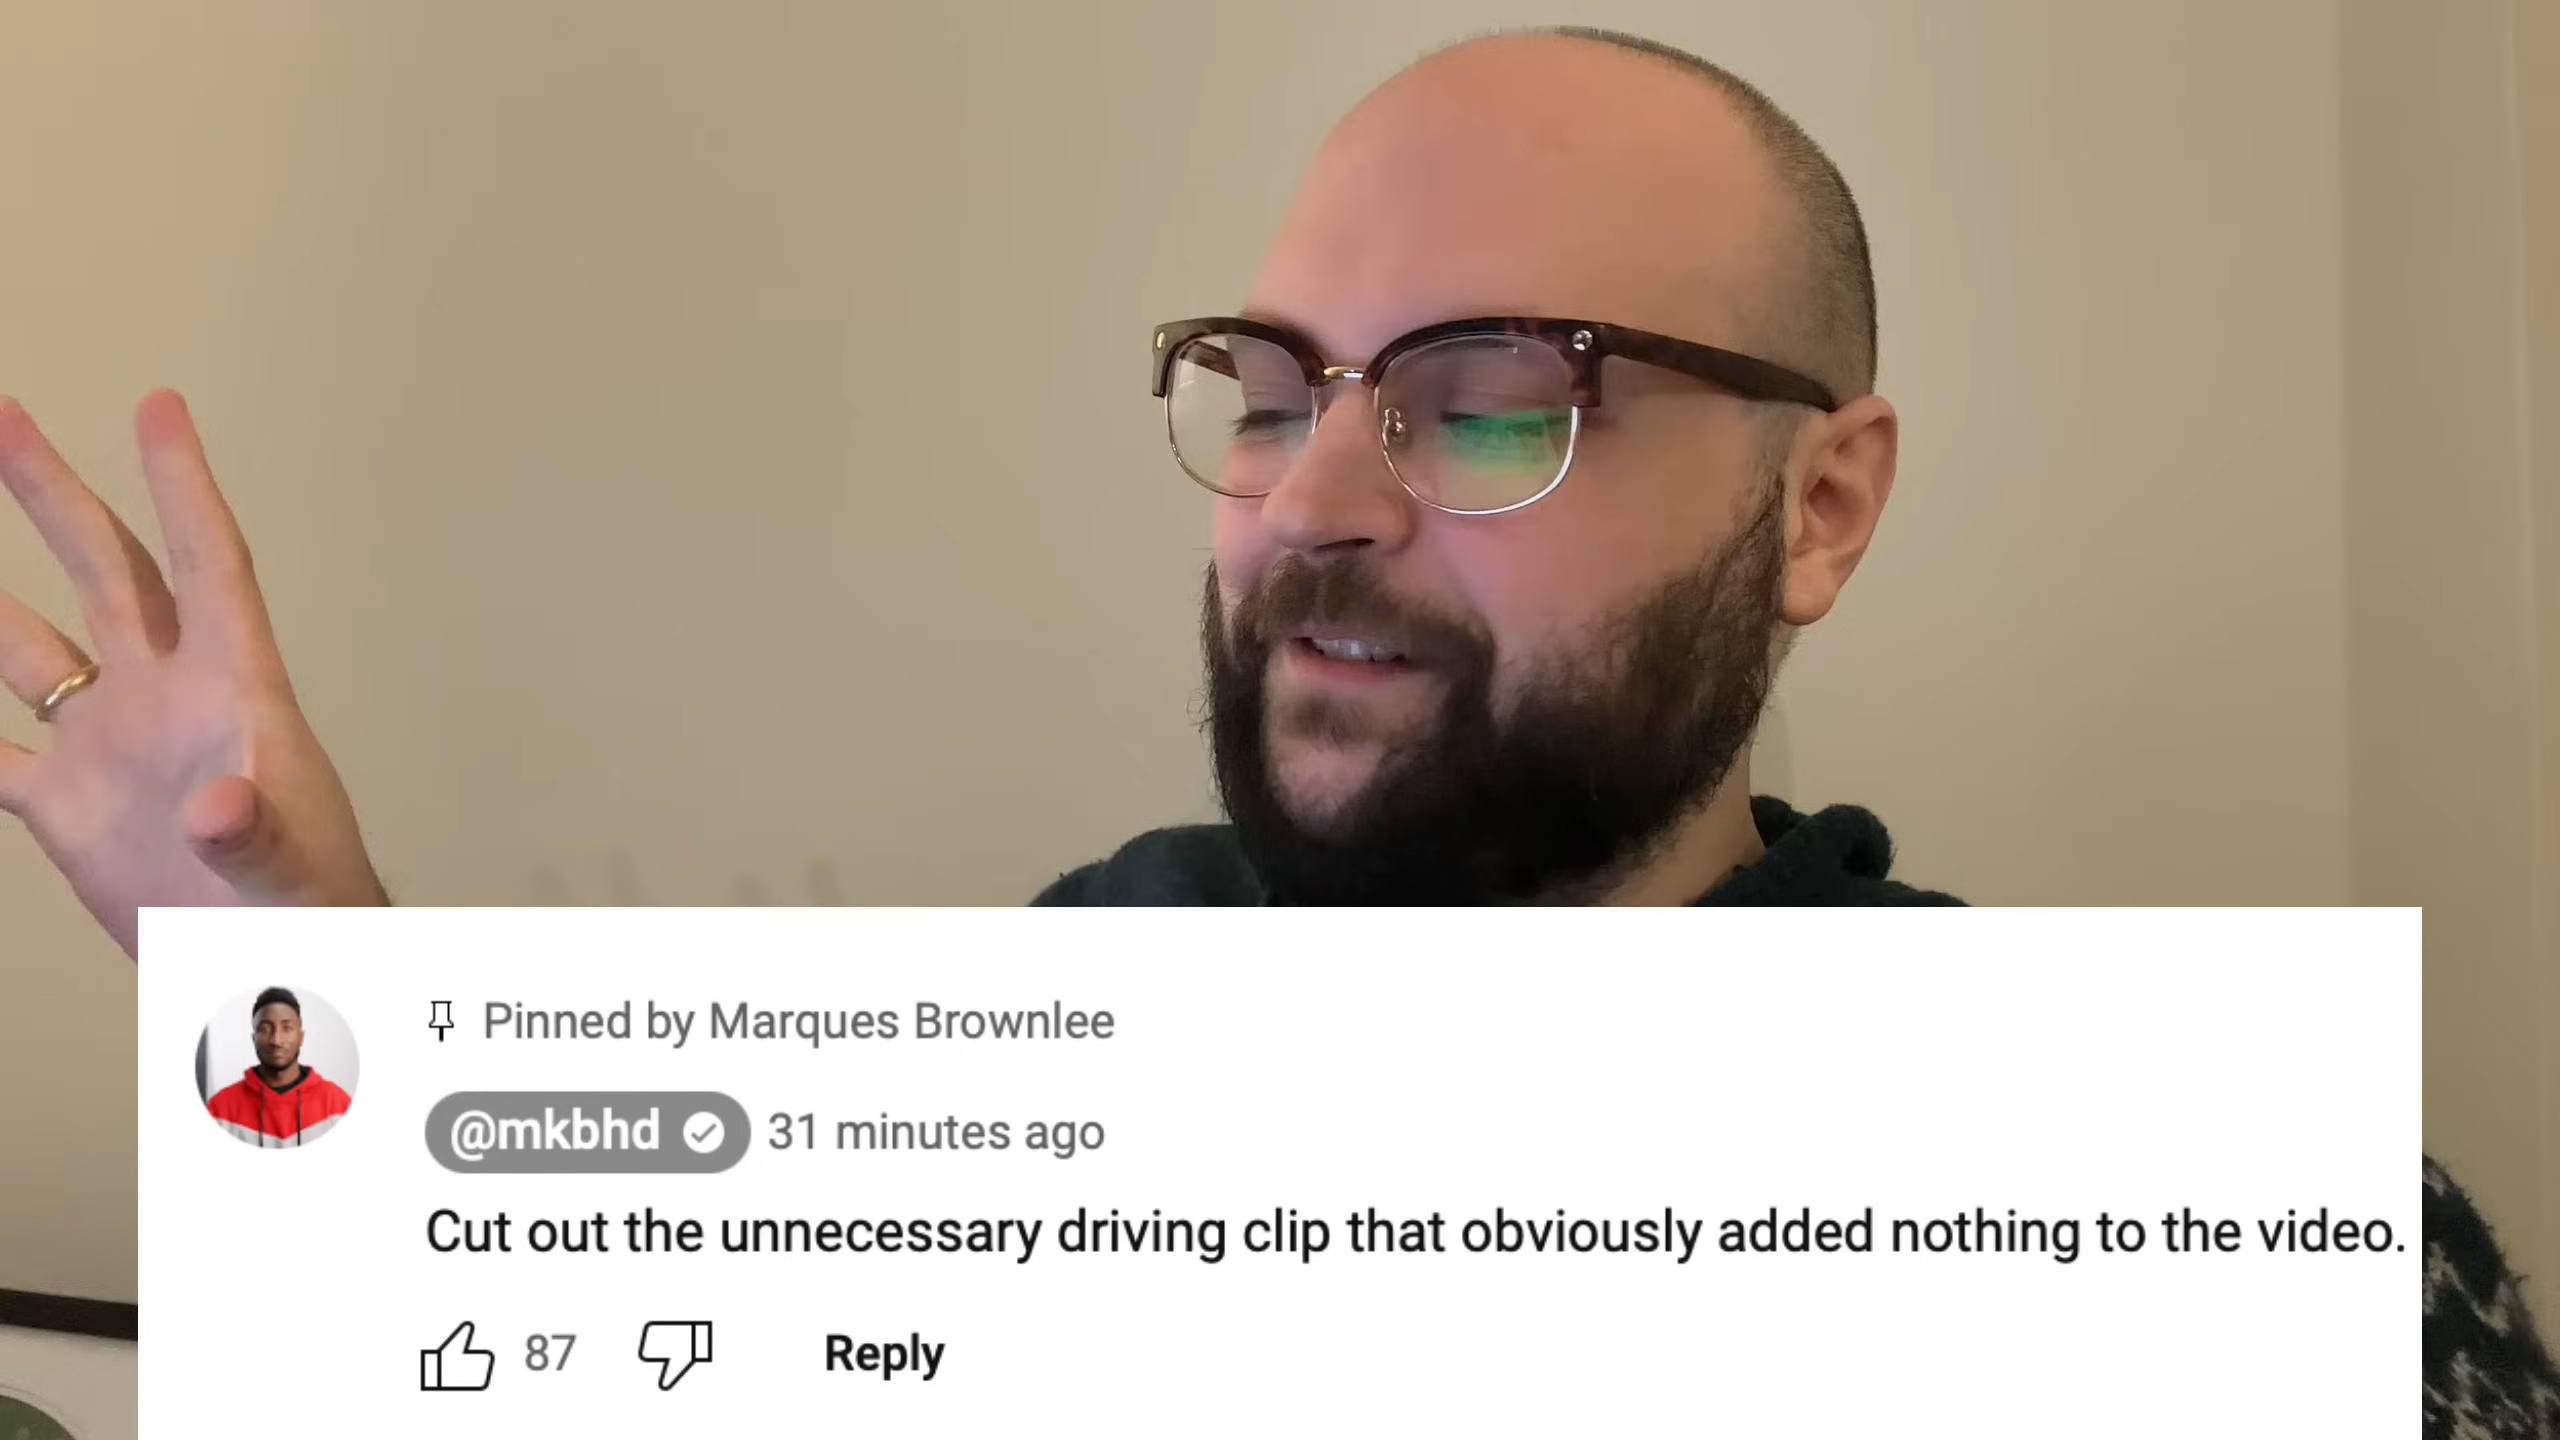 Pinned by Marques Brownlee
@mkbhd 31 minutes ago
Cut out the unnecessary driving clip that obviously added nothing to the video.
87 Reply